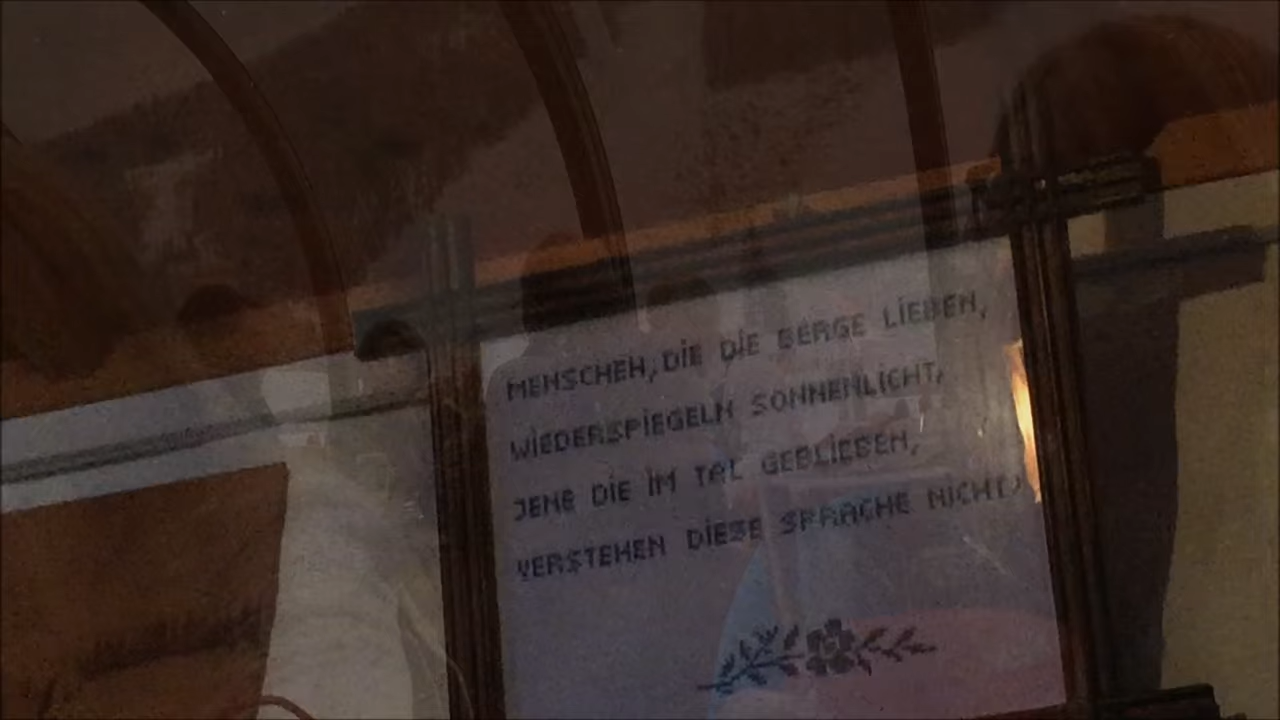 MENSCHEN, DIE DIE BERGE LIEBEN,
WIEDERSPIEGELN SONNENLICHT,
JENE DIE IM TAL GEBLIEBEN,
VERSTEHEN DIESE SPRACHE NICHT!